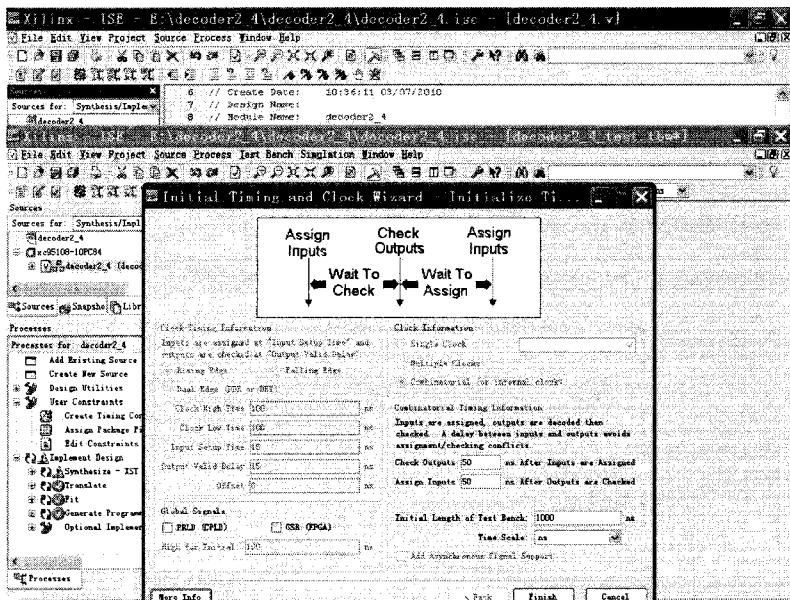 Xilinx - ISE - E:\decoder2_4\decoder2_4.ise - [decoder2_4.v]
File Edit View Project Source Process Window Help
Sources for: Synthesis/Imple
decoder2_4
6 // Create Date: 10:36:11 03/07/2010
7 // Design Name:
8 // Module Name: decoder2_4
Xilinx - ISE - E:\decoder2_4\decoder2_4.ise - [decoder2_4_test.tbw*]
File Edit View Project Source Process Test Bench Simulation Window Help
Sources
Sources for: Synthesis/Impl
decoder2_4
xc95108-10PC84
decoder2_4 (deco
Sources Snapsho Libr
Processes
Processes for: decoder2_4
Add Existing Source
Create New Source
Design Utilities
User Constraints
Create Timing Con
Assign Package Pi
Edit Constraints
Implement Design
Synthesize - XST
Translate
Fit
Generate Programm
Optional Implemen
Processes
Initial Timing and Clock Wizard - Initialize Ti...
Assign Inputs
Check Outputs
Assign Inputs
Wait To Check
Wait To Assign
Clock Timing Information
Inputs are assigned at "Input Setup Time" and
outputs are checked at "Output Valid Delay"
Rising Edge Falling Edge
Dual Edge (DDR or DET)
Clock High Time 100 ns
Clock Low Time 100 ns
Input Setup Time 15 ns
Output Valid Delay 15 ns
Offset 0 ns
Global Signals
PRLD (CPLD) GSR (FPGA)
High for Initial: 100 ns
Clock Information
Single Clock
Multiple Clocks
Combinatorial (or internal clock)
Combinatorial Timing Information
Inputs are assigned, outputs are decoded then
checked. A delay between inputs and outputs avoids
assignment/checking conflicts.
Check Outputs 50 ns After Inputs are Assigned
Assign Inputs 50 ns After Outputs are Checked
Initial Length of Test Bench: 1000 ns
Time Scale: ns
Add Asynchronous Signal Support
More Info
< Back Finish Cancel